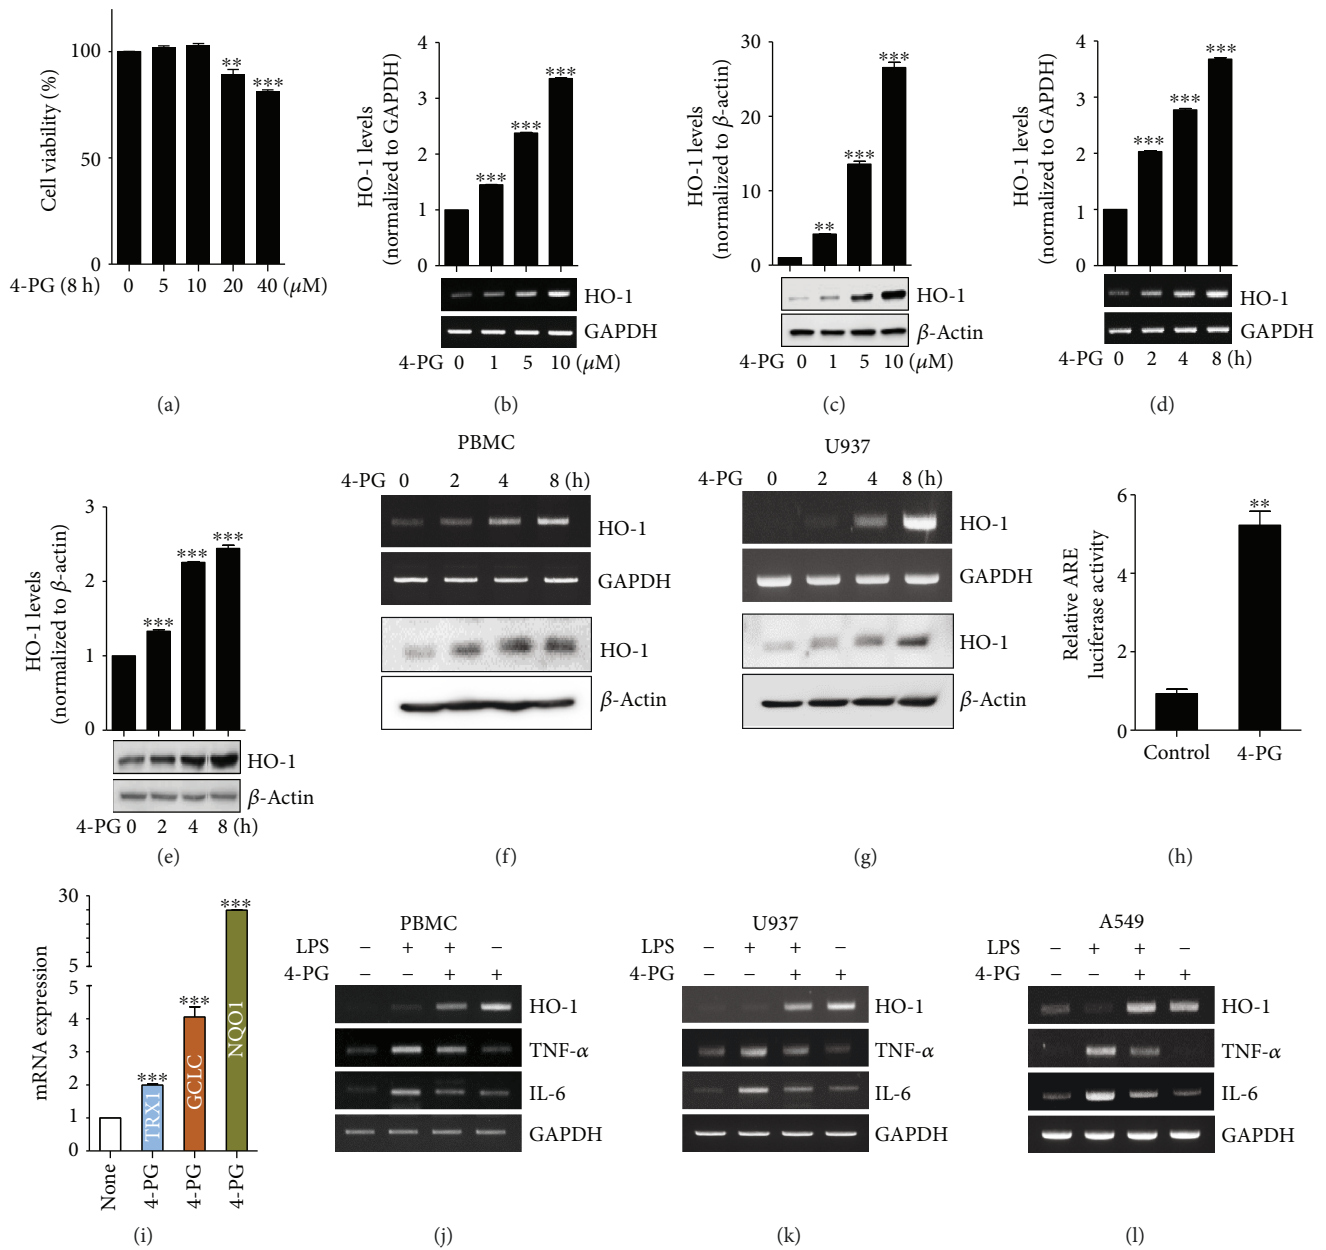 Cell viability (%)
100
50
0
** ***
4-PG (8 h) 0 5 10 20 40 (μM)
(a)
HO-1 levels
(normalized to GAPDH)
4
3
2
1
0
*** *** ***
HO-1
GAPDH
4-PG 0 1 5 10 (μM)
(b)
HO-1 levels
(normalized to β-actin)
30
20
10
0
** *** ***
HO-1
β-Actin
4-PG 0 1 5 10 (μM)
(c)
HO-1 levels
(normalized to GAPDH)
4
3
2
1
0
*** *** ***
HO-1
GAPDH
4-PG 0 2 4 8 (h)
(d)
HO-1 levels
(normalized to β-actin)
3
2
1
0
*** *** ***
HO-1
β-Actin
4-PG 0 2 4 8 (h)
(e)
PBMC
4-PG 0 2 4 8 (h)
HO-1
GAPDH
HO-1
β-Actin
(f)
U937
4-PG 0 2 4 8 (h)
HO-1
GAPDH
HO-1
β-Actin
(g)
Relative ARE
luciferase activity
6
4
2
0
**
Control 4-PG
(h)
mRNA expression
30
5
5
4
3
2
1
0
*** *** ***
TRX1
GCLC
NQO1
None 4-PG 4-PG 4-PG
(i)
PBMC
LPS − + + −
4-PG − − + +
HO-1
TNF-α
IL-6
GAPDH
(j)
U937
LPS − + + −
4-PG − − + +
HO-1
TNF-α
IL-6
GAPDH
(k)
A549
LPS − + + −
4-PG − − + +
HO-1
TNF-α
IL-6
GAPDH
(l)